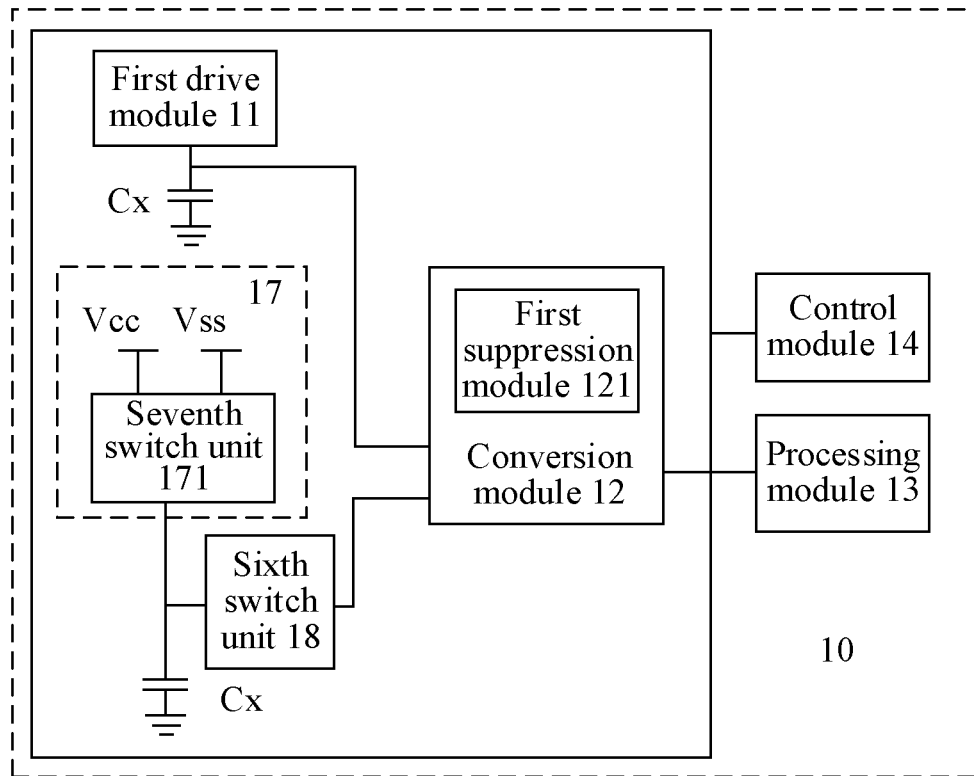 First drive
module 11
Cx
17
Vcc
Vss
Seventh
switch unit
171
Sixth
switch
unit 18
Cx
First
suppression
module 121
Conversion
module 12
Control
module 14
Processing
module 13
10